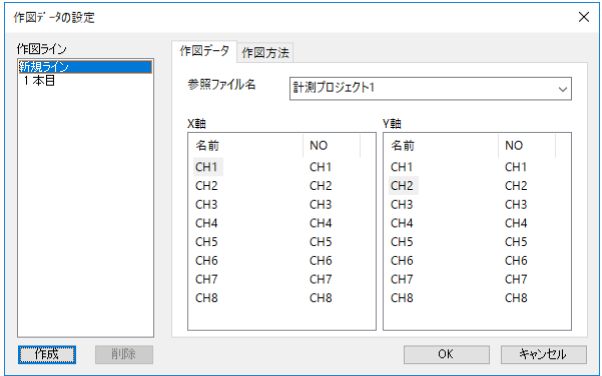 作図データの設定
作図ライン
新規ライン
1本目
作成
削除
作図データ 作図方法
参照ファイル名 計測プロジェクト1
X軸
名前 NO
CH1 CH1
CH2 CH2
CH3 CH3
CH4 CH4
CH5 CH5
CH6 CH6
CH7 CH7
CH8 CH8
Y軸
名前 NO
CH1 CH1
CH2 CH2
CH3 CH3
CH4 CH4
CH5 CH5
CH6 CH6
CH7 CH7
CH8 CH8
OK キャンセル